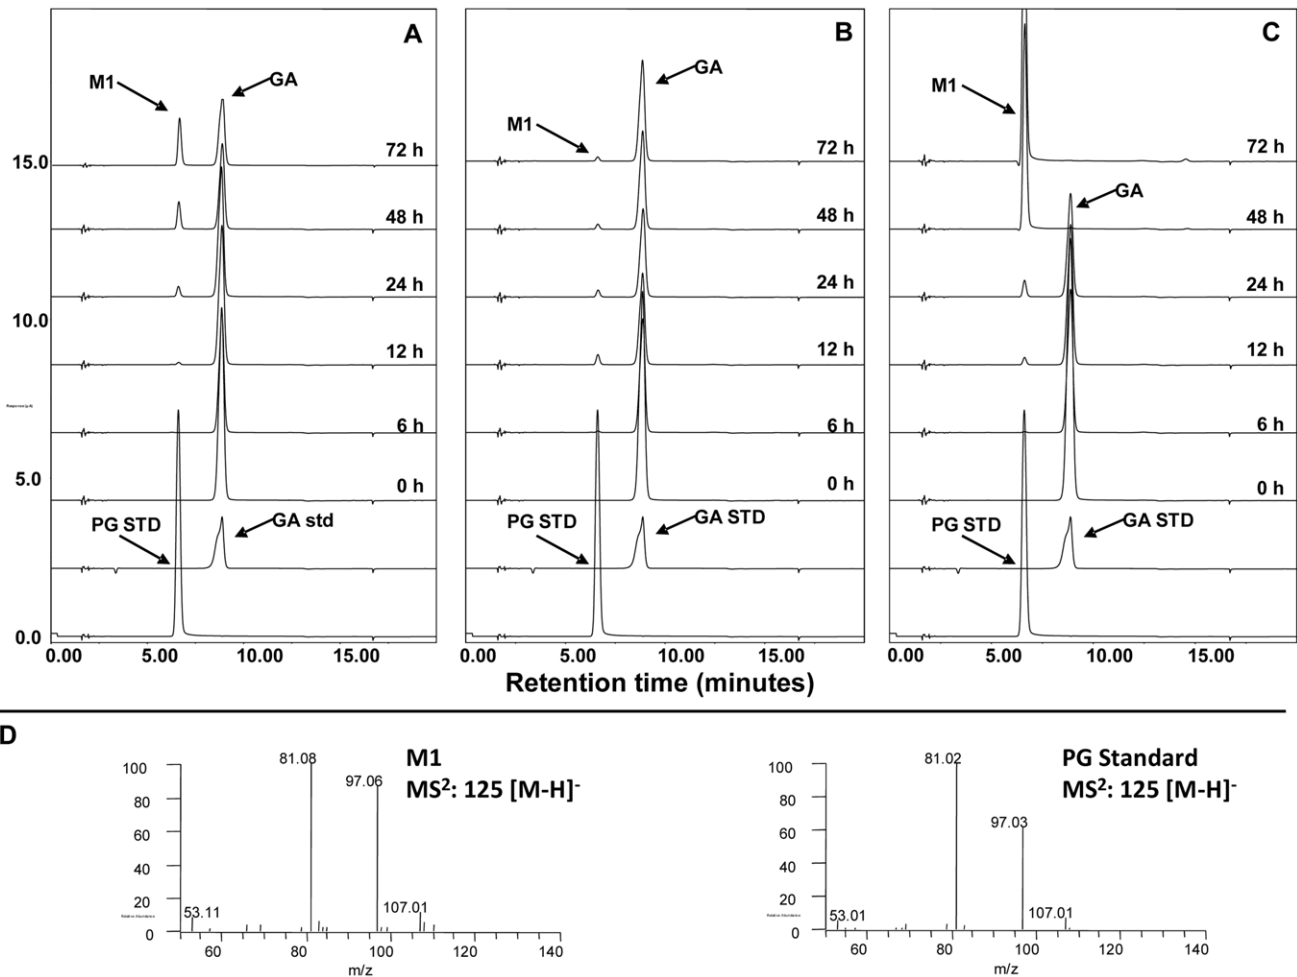 A
M1
GA
72 h
48 h
24 h
12 h
6 h
0 h
PG STD
GA std
15.0
10.0
5.0
0.0
Response (µA)
0.00 5.00 10.00 15.00
B
GA
M1
72 h
48 h
24 h
12 h
6 h
0 h
PG STD
GA STD
0.00 5.00 10.00 15.00
C
M1
72 h
GA
48 h
24 h
12 h
6 h
0 h
PG STD
GA STD
0.00 5.00 10.00 15.00
Retention time (minutes)
D
M1
MS²: 125 [M-H]⁻
81.08
97.06
53.11
107.01
100
80
60
40
20
0
Relative Abundance
60 80 100 120 140
m/z
PG Standard
MS²: 125 [M-H]⁻
81.02
97.03
53.01
107.01
100
80
60
40
20
0
Relative Abundance
60 80 100 120 140
m/z